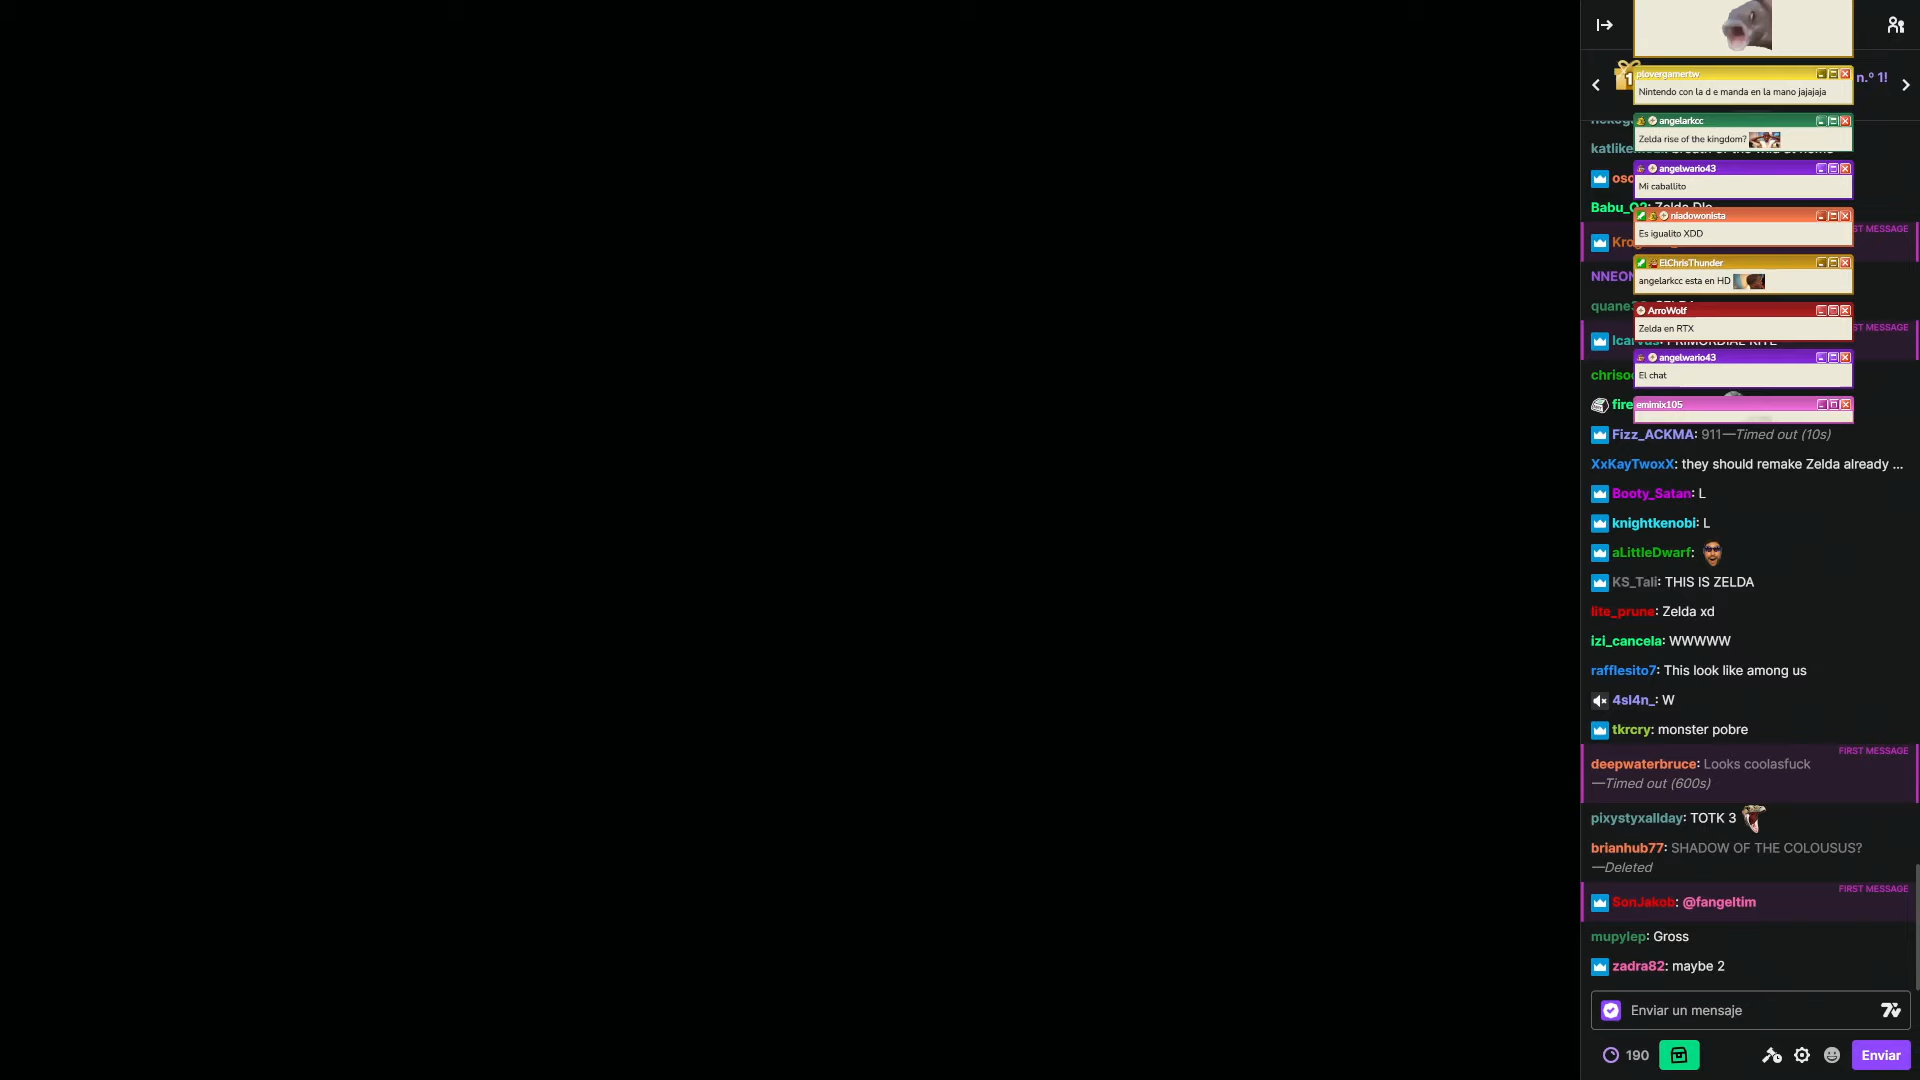 plovergamertw
n.º 1!
1
Nintendo con la d e manda en la mano jajajaja
angelarkcc
Zelda rise of the kingdom?
katlike
angelwario43
Mi caballito
Babu_
niadowonista
FIRST MESSAGE
Es igualito XDD
ElChrisThunder
NNEON
angelarkcc esta en HD
quane
ArroWolf
Zelda en RTX
angelwario43
El chat
chriso
emimix105
fire
Fizz_ACKMA: 911—Timed out (10s)
XxKayTwoxX: they should remake Zelda already ...
Booty_Satan: L
knightkenobi: L
aLittleDwarf:
KS_Tali: THIS IS ZELDA
lite_prune: Zelda xd
izi_cancela: WWWWW
rafflesito7: This look like among us
4sl4n_: W
tkrcry: monster pobre
FIRST MESSAGE
deepwaterbruce: Looks coolasfuck
—Timed out (600s)
pixystyxallday: TOTK 3
brianhub77: SHADOW OF THE COLOUSUS?
—Deleted
FIRST MESSAGE
SonJakob: @fangeltim
mupylep: Gross
zadra82: maybe 2
Enviar un mensaje
190
Enviar